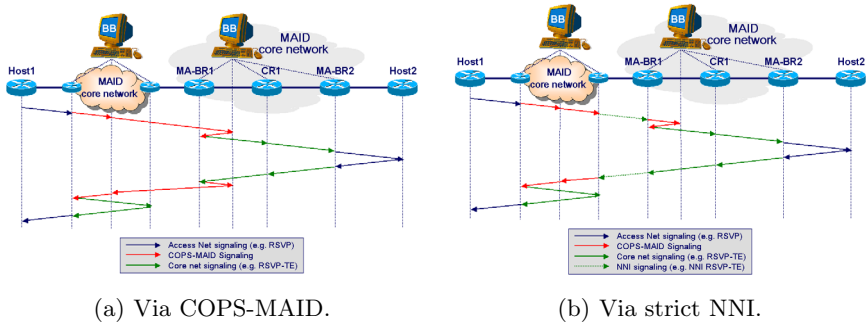 BB
BB
MAID
core network
Host1
MA-BR1
CR1
MA-BR2
Host2
MAID
core network
Access Net signaling (e.g. RSVP)
COPS-MAID Signaling
Core net signaling (e.g. RSVP-TE)
(a) Via COPS-MAID.
BB
BB
MAID
core network
Host1
MA-BR1
CR1
MA-BR2
Host2
MAID
core network
Access Net signaling (e.g. RSVP)
COPS-MAID Signaling
Core net signaling (e.g. RSVP-TE)
NNI signaling (e.g. NNI RSVP-TE)
(b) Via strict NNI.